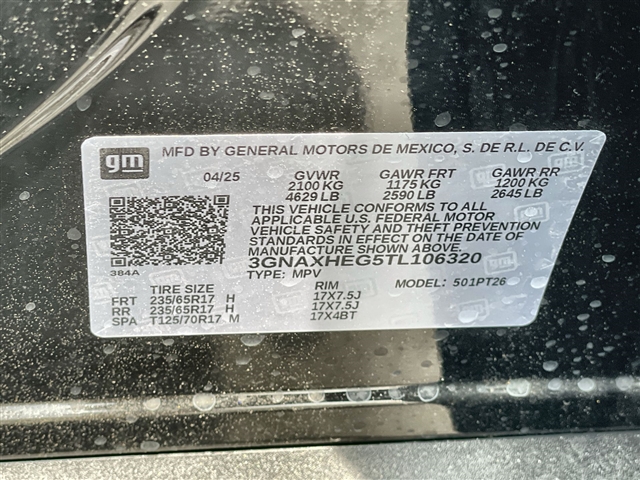 gm
MFD BY GENERAL MOTORS DE MEXICO, S. DE R.L. DE C.V.
04/25 GVWR GAWR FRT GAWR RR
2100 KG 1175 KG 1200 KG
4629 LB 2590 LB 2645 LB
THIS VEHICLE CONFORMS TO ALL
APPLICABLE U.S. FEDERAL MOTOR
VEHICLE SAFETY AND THEFT PREVENTION
STANDARDS IN EFFECT ON THE DATE OF
MANUFACTURE SHOWN ABOVE.
3GNAXHEG5TL106320
384A
TYPE: MPV MODEL: 501PT26
TIRE SIZE RIM
FRT 235/65R17 H 17X7.5J
RR 235/65R17 H 17X7.5J
SPA T125/70R17 M 17X4BT